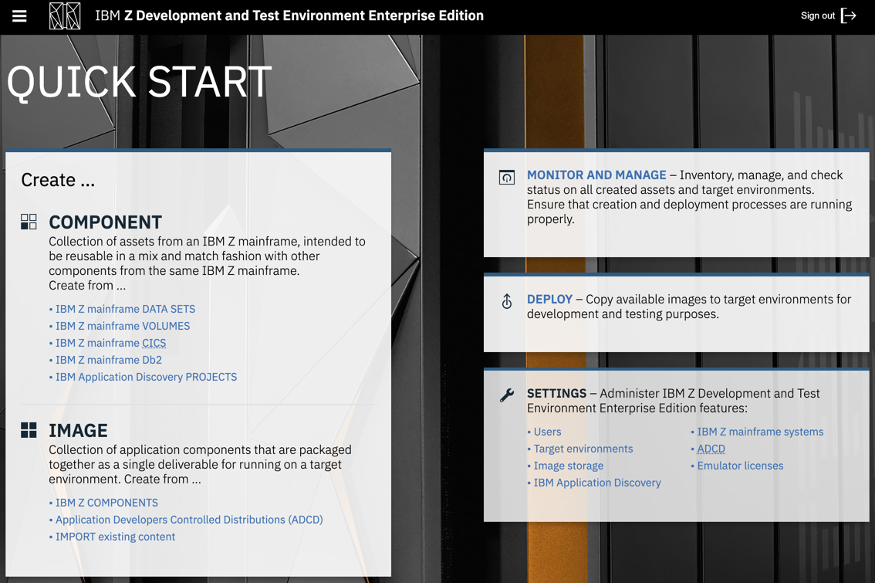 IBM Z Development and Test Environment Enterprise Edition
Sign out
QUICK START
Create ...
COMPONENT
Collection of assets from an IBM Z mainframe, intended to
be reusable in a mix and match fashion with other
components from the same IBM Z mainframe.
Create from ...
• IBM Z mainframe DATA SETS
• IBM Z mainframe VOLUMES
• IBM Z mainframe CICS
• IBM Z mainframe Db2
• IBM Application Discovery PROJECTS
IMAGE
Collection of application components that are packaged
together as a single deliverable for running on a target
environment. Create from ...
• IBM Z COMPONENTS
• Application Developers Controlled Distributions (ADCD)
• IMPORT existing content
MONITOR AND MANAGE – Inventory, manage, and check
status on all created assets and target environments.
Ensure that creation and deployment processes are running
properly.
DEPLOY – Copy available images to target environments for
development and testing purposes.
SETTINGS – Administer IBM Z Development and Test
Environment Enterprise Edition features:
• Users
• Target environments
• Image storage
• IBM Application Discovery
• IBM Z mainframe systems
• ADCD
• Emulator licenses